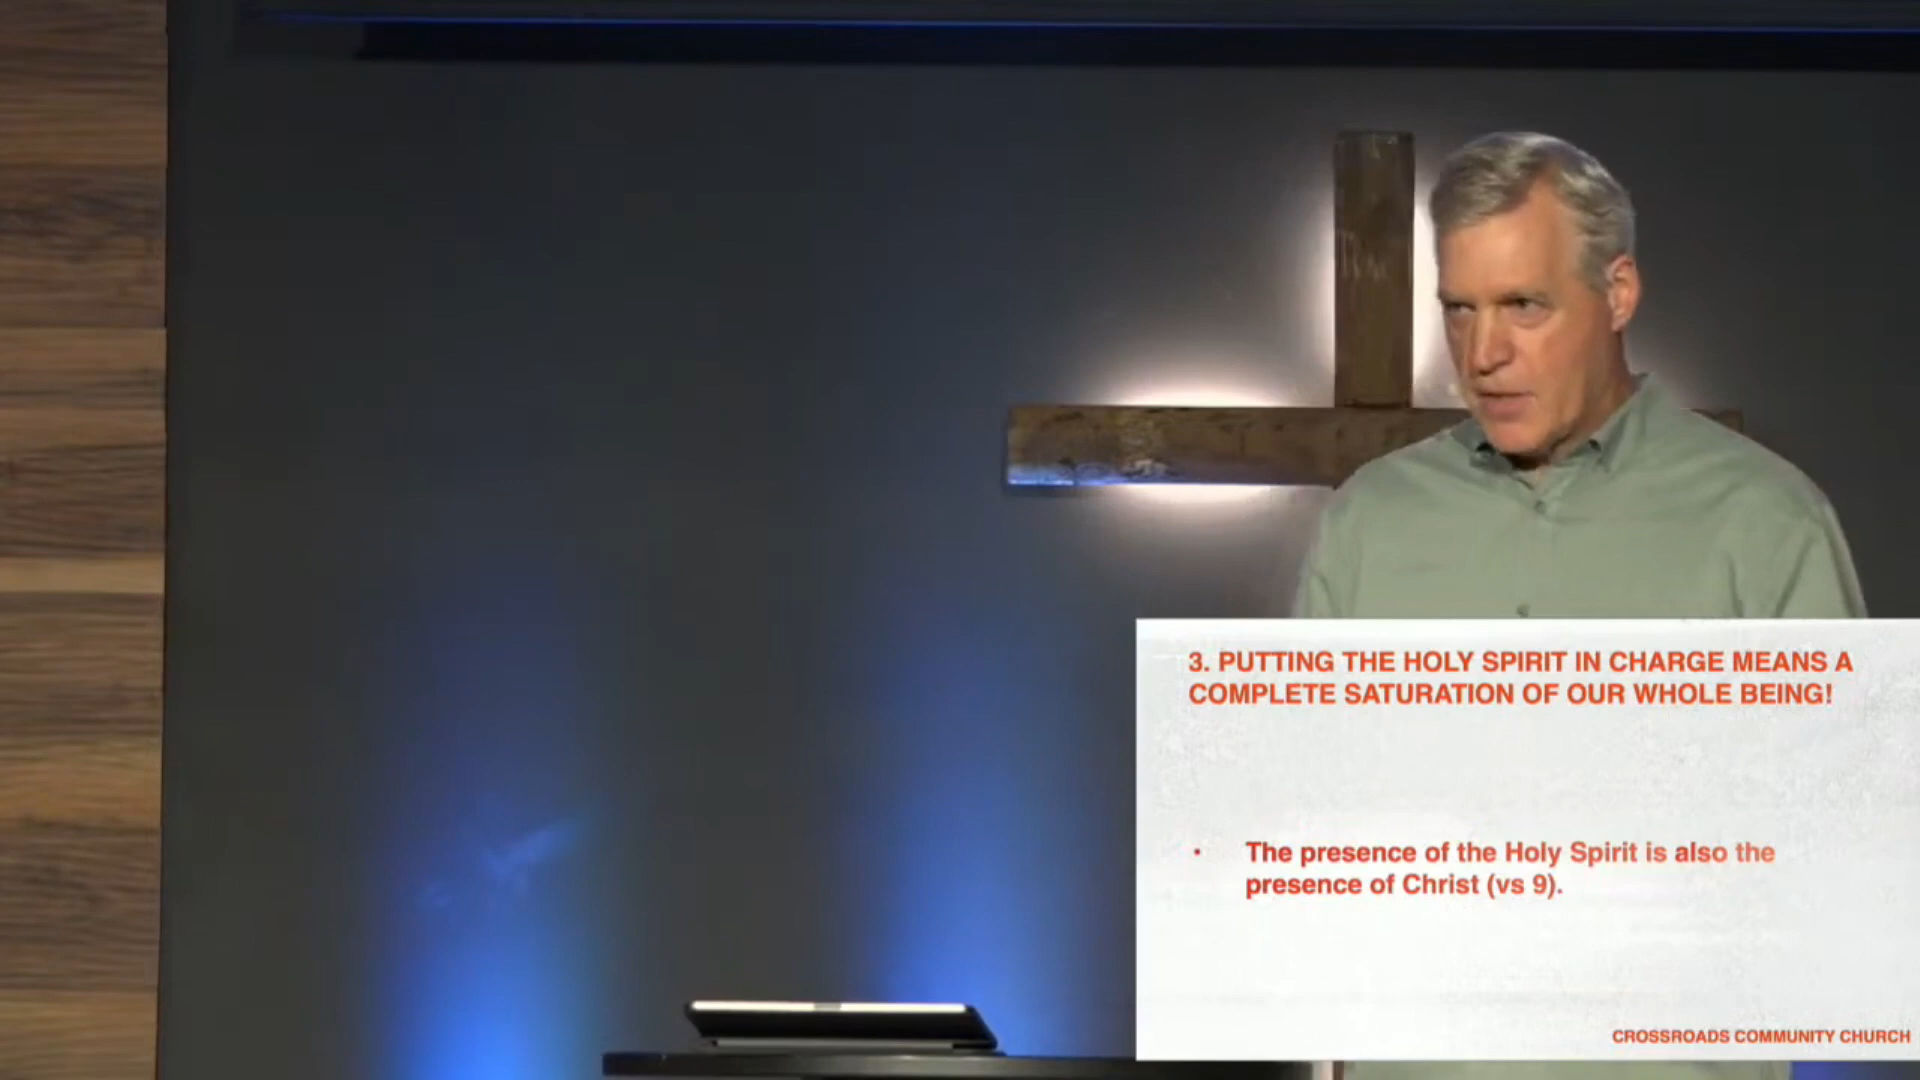 3. PUTTING THE HOLY SPIRIT IN CHARGE MEANS A
COMPLETE SATURATION OF OUR WHOLE BEING!
· The presence of the Holy Spirit is also the
presence of Christ (vs 9).
CROSSROADS COMMUNITY CHURCH